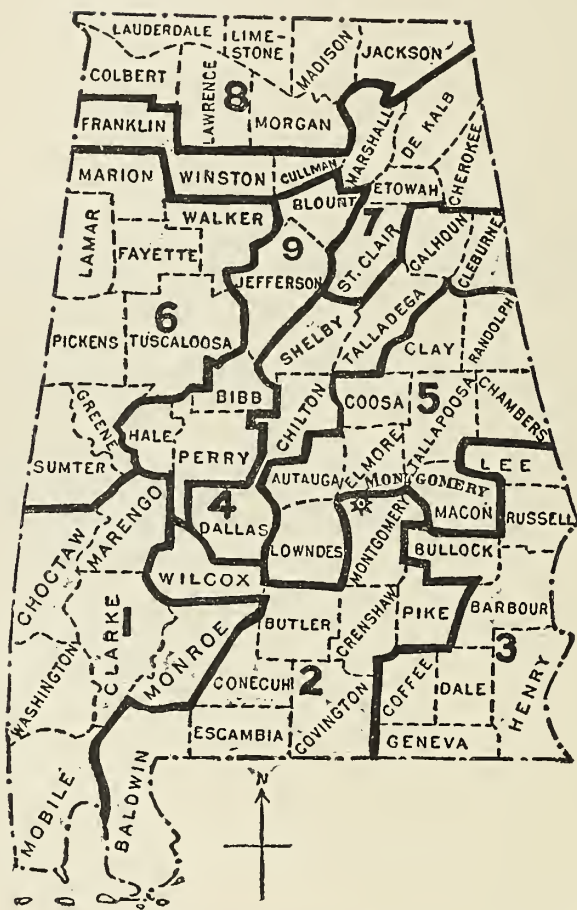 LAUDERDALE
LIME-
STONE
MADISON
JACKSON
COLBERT
LAWRENCE
8
FRANKLIN
MORGAN
MARSHALL
DE KALB
CHEROKEE
MARION
WINSTON
CULLMAN
ETOWAH
BLOUNT
WALKER
7
LAMAR
FAYETTE
9
JEFFERSON
ST. CLAIR
CALHOUN
CLEBURNE
6
PICKENS
TUSCALOOSA
SHELBY
TALLADEGA
CLAY
RANDOLPH
BIBB
CHILTON
COOSA
5
TALLAPOOSA
CHAMBERS
GREENE
HALE
PERRY
SUMTER
AUTAUGA
ELMORE
MONTGOMERY
LEE
MACON
RUSSELL
4
DALLAS
LOWNDES
MONTGOMERY
BULLOCK
CHOCTAW
MARENGO
WILCOX
BUTLER
CRENSHAW
PIKE
BARBOUR
1
CLARKE
MONROE
WASHINGTON
CONECUH
2
COVINGTON
COFFEE
DALE
3
HENRY
ESCAMBIA
GENEVA
MOBILE
BALDWIN
N